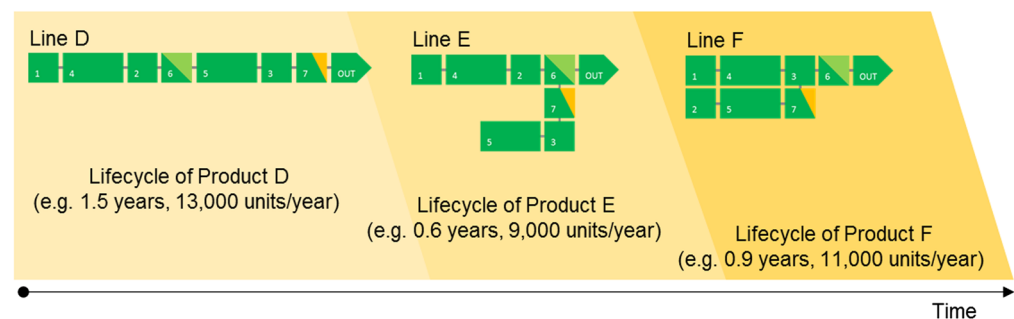 Line D
1 4 2 6 5 3 7 OUT
Lifecycle of Product D
(e.g. 1.5 years, 13,000 units/year)
Line E
1 4 2 6 OUT
7
5 3
Lifecycle of Product E
(e.g. 0.6 years, 9,000 units/year)
Line F
1 4 3 6 OUT
2 5 7
Lifecycle of Product F
(e.g. 0.9 years, 11,000 units/year)
Time